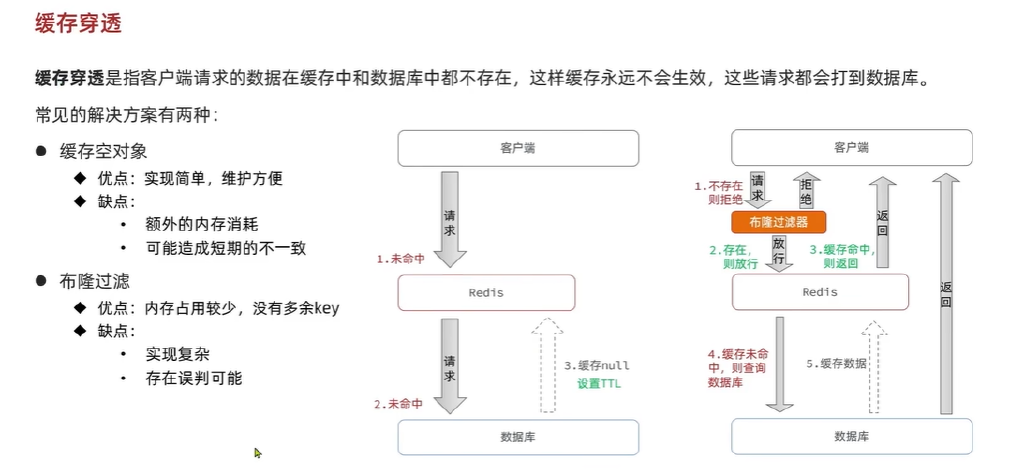 缓存穿透
缓存穿透是指客户端请求的数据在缓存中和数据库中都不存在，这样缓存永远不会生效，这些请求都会打到数据库。
常见的解决方案有两种：
缓存空对象
优点：实现简单，维护方便
缺点：
额外的内存消耗
可能造成短期的不一致
布隆过滤
优点：内存占用较少，没有多余key
缺点：
实现复杂
存在误判可能
客户端
请求
1.未命中
Redis
请求
2.未命中
3.缓存null
设置TTL
数据库
客户端
1.不存在
则拒绝
请求
拒绝
布隆过滤器
2.存在，
则放行
放行
3.缓存命中，
则返回
返回
Redis
返回
4.缓存未命
中，则查询
数据库
5.缓存数据
数据库